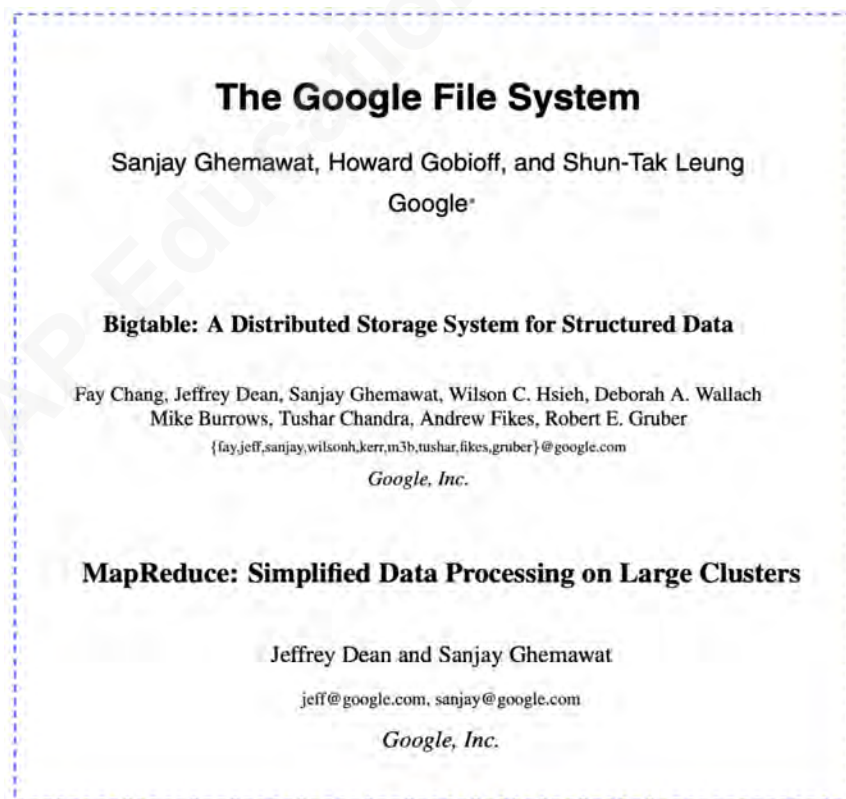 The Google File System
Sanjay Ghemawat, Howard Gobioff, and Shun-Tak Leung
Google*
Bigtable: A Distributed Storage System for Structured Data
Fay Chang, Jeffrey Dean, Sanjay Ghemawat, Wilson C. Hsieh, Deborah A. Wallach
Mike Burrows, Tushar Chandra, Andrew Fikes, Robert E. Gruber
{fay,jeff,sanjay,wilsonh,kerr,m3b,tushar,fikes,gruber}@google.com
Google, Inc.
MapReduce: Simplified Data Processing on Large Clusters
Jeffrey Dean and Sanjay Ghemawat
jeff@google.com, sanjay@google.com
Google, Inc.